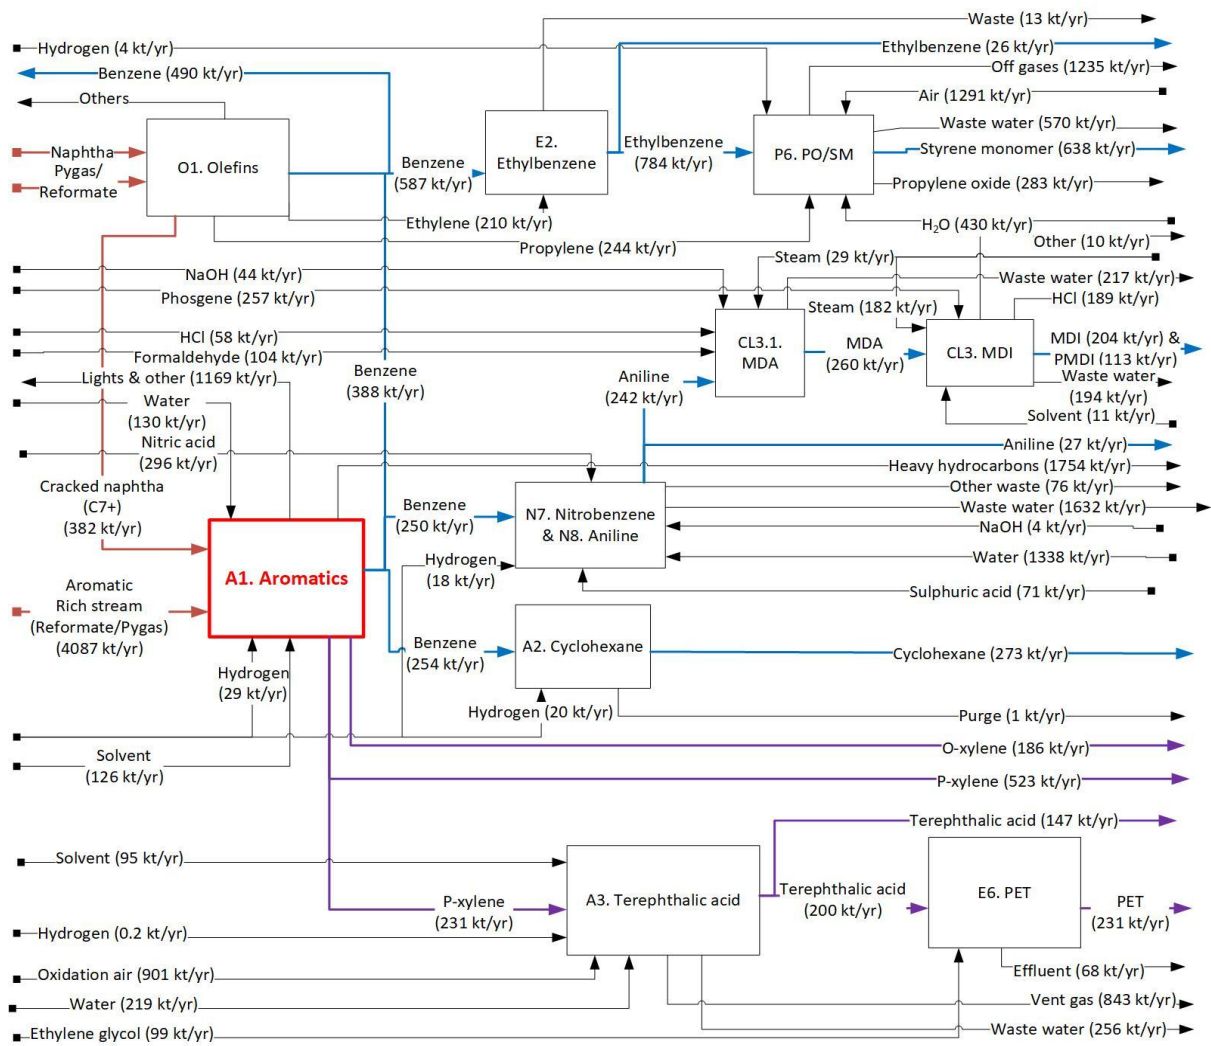 Waste (13 kt/yr)
Hydrogen (4 kt/yr)
Ethylbenzene (26 kt/yr)
Benzene (490 kt/yr)
Off gases (1235 kt/yr)
Others
Air (1291 kt/yr)
Naphtha
Pygas/
Reformate
O1. Olefins
Benzene
(587 kt/yr)
E2.
Ethylbenzene
Ethylbenzene
(784 kt/yr)
P6. PO/SM
Waste water (570 kt/yr)
Styrene monomer (638 kt/yr)
Propylene oxide (283 kt/yr)
Ethylene (210 kt/yr)
H₂O (430 kt/yr)
Propylene (244 kt/yr)
Other (10 kt/yr)
Steam (29 kt/yr)
NaOH (44 kt/yr)
Waste water (217 kt/yr)
Phosgene (257 kt/yr)
HCl (189 kt/yr)
Steam (182 kt/yr)
HCl (58 kt/yr)
Formaldehyde (104 kt/yr)
CL3.1.
MDA
MDA
(260 kt/yr)
CL3. MDI
MDI (204 kt/yr) &
PMDI (113 kt/yr)
Lights & other (1169 kt/yr)
Benzene
(388 kt/yr)
Aniline
(242 kt/yr)
Waste water
(194 kt/yr)
Water
(130 kt/yr)
Solvent (11 kt/yr)
Nitric acid
(296 kt/yr)
Aniline (27 kt/yr)
Heavy hydrocarbons (1754 kt/yr)
Cracked naphtha
(C7+)
(382 kt/yr)
Other waste (76 kt/yr)
Benzene
(250 kt/yr)
N7. Nitrobenzene
& N8. Aniline
Waste water (1632 kt/yr)
NaOH (4 kt/yr)
Hydrogen
(18 kt/yr)
Water (1338 kt/yr)
A1. Aromatics
Sulphuric acid (71 kt/yr)
Aromatic
Rich stream
(Reformate/Pygas)
(4087 kt/yr)
Benzene
(254 kt/yr)
A2. Cyclohexane
Cyclohexane (273 kt/yr)
Hydrogen
(29 kt/yr)
Hydrogen (20 kt/yr)
Purge (1 kt/yr)
Solvent
(126 kt/yr)
O-xylene (186 kt/yr)
P-xylene (523 kt/yr)
Terephthalic acid (147 kt/yr)
Solvent (95 kt/yr)
P-xylene
(231 kt/yr)
A3. Terephthalic acid
Terephthalic acid
(200 kt/yr)
E6. PET
PET
(231 kt/yr)
Hydrogen (0.2 kt/yr)
Oxidation air (901 kt/yr)
Effluent (68 kt/yr)
Water (219 kt/yr)
Vent gas (843 kt/yr)
Ethylene glycol (99 kt/yr)
Waste water (256 kt/yr)